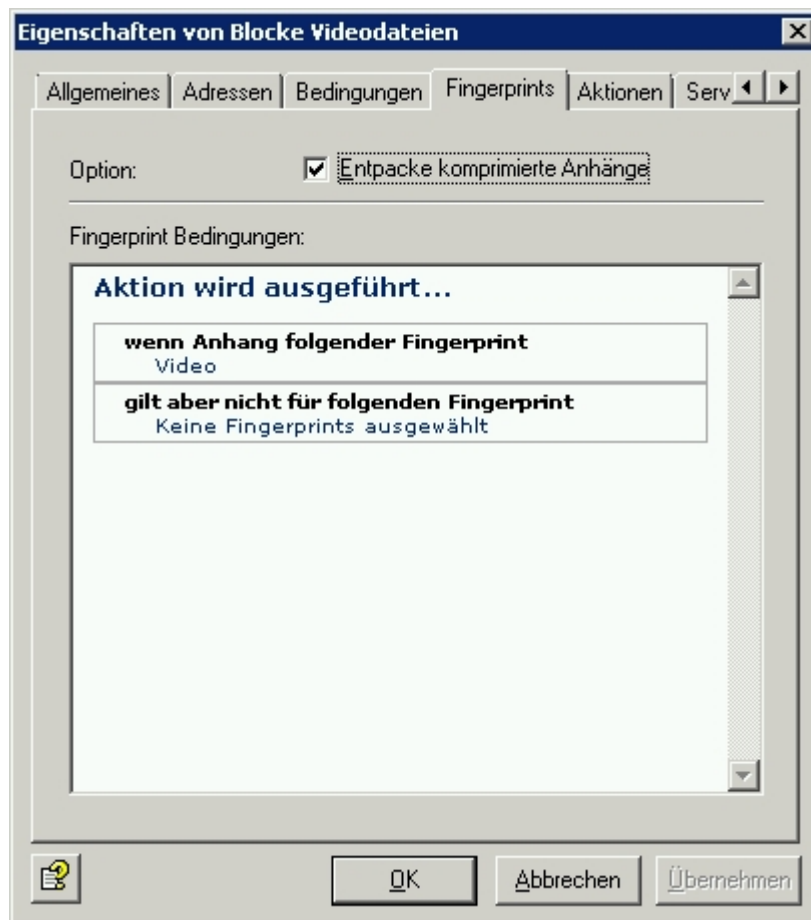 Eigenschaften von Blocke Videodateien
Allgemeines Adressen Bedingungen Fingerprints Aktionen Serv
Option: Entpacke komprimierte Anhänge
Fingerprint Bedingungen:
Aktion wird ausgeführt...
wenn Anhang folgender Fingerprint
Video
gilt aber nicht für folgenden Fingerprint
Keine Fingerprints ausgewählt
OK Abbrechen Übernehmen